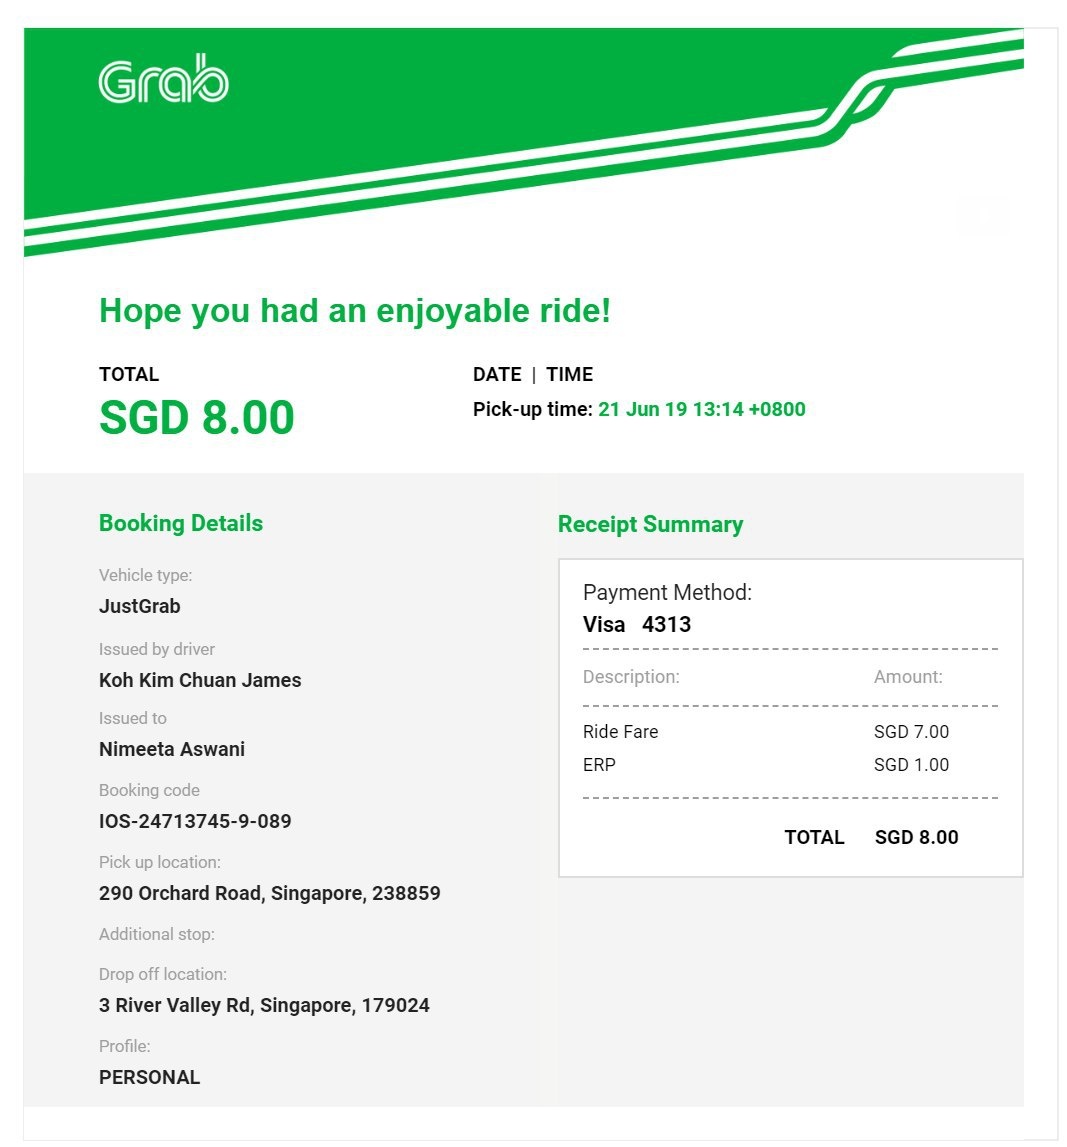 Grab
Hope you had an enjoyable ride!
TOTAL
SGD 8.00
DATE | TIME
Pick-up time: 21 Jun 19 13:14 +0800
Booking Details
Vehicle type:
JustGrab
Issued by driver
Koh Kim Chuan James
Issued to
Nimeeta Aswani
Booking code
IOS-24713745-9-089
Pick up location:
290 Orchard Road, Singapore, 238859
Additional stop:
Drop off location:
3 River Valley Rd, Singapore, 179024
Profile:
PERSONAL
Receipt Summary
Payment Method:
Visa 4313
Description: Amount:
Ride Fare SGD 7.00
ERP SGD 1.00
TOTAL SGD 8.00